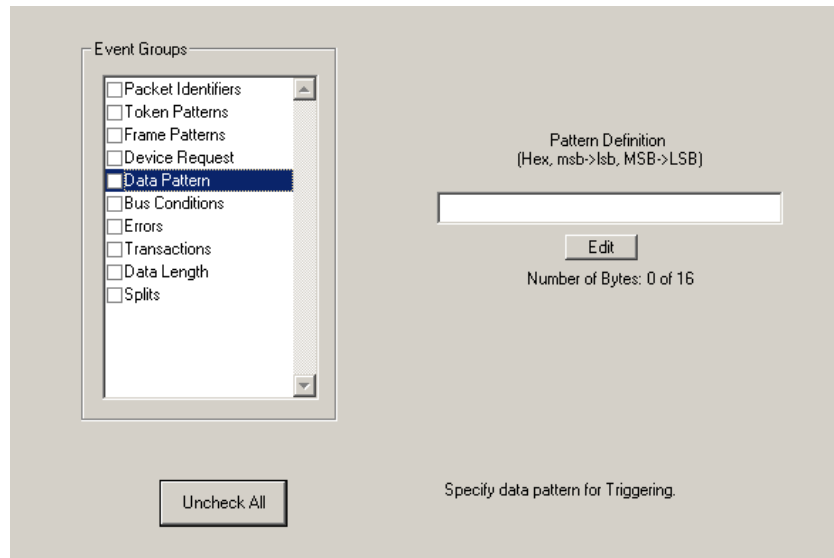 Event Groups
Packet Identifiers
Token Patterns
Frame Patterns
Device Request
Data Pattern
Bus Conditions
Errors
Transactions
Data Length
Splits
Uncheck All
Pattern Definition
(Hex, msb->lsb, MSB->LSB)
Edit
Number of Bytes: 0 of 16
Specify data pattern for Triggering.